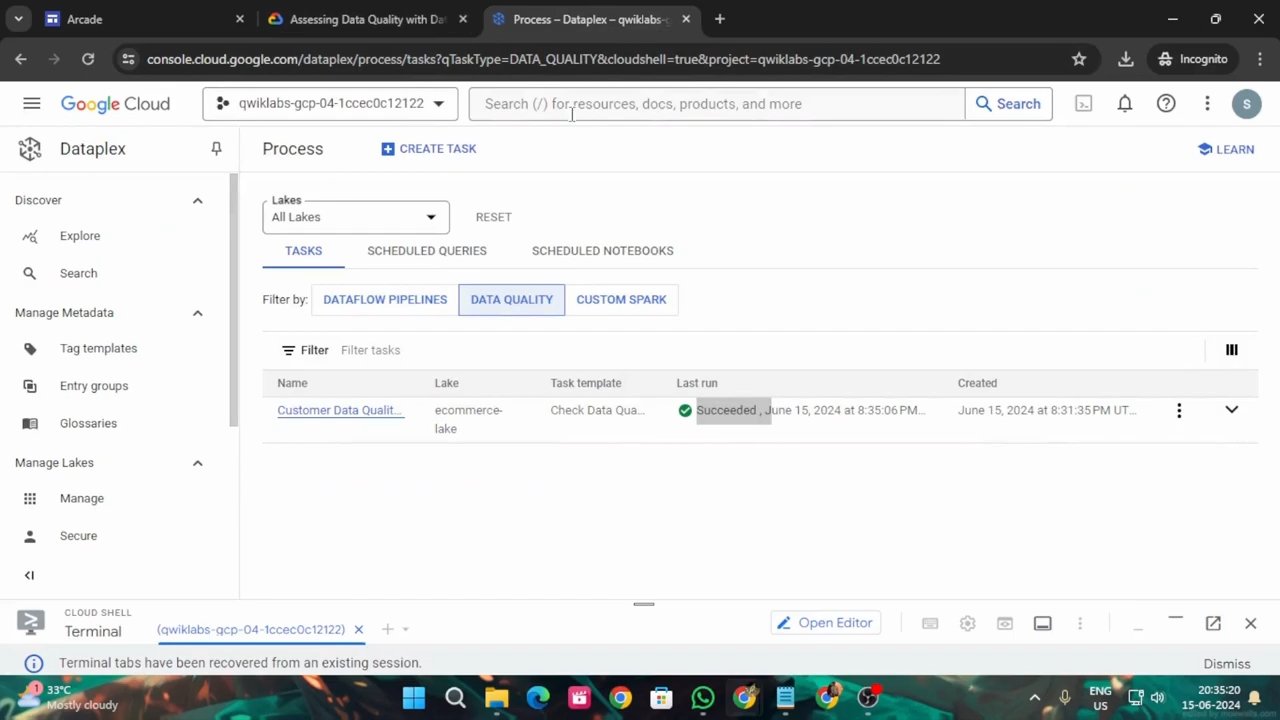 Arcade
Assessing Data Quality with Dat
Process – Dataplex – qwiklabs-g
console.cloud.google.com/dataplex/process/tasks?qTaskType=DATA_QUALITY&cloudshell=true&project=qwiklabs-gcp-04-1ccec0c12122
Incognito
Google Cloud
qwiklabs-gcp-04-1ccec0c12122
Search (/) for resources, docs, products, and more
Search
S
Dataplex
Process
CREATE TASK
LEARN
Discover
Explore
Search
Manage Metadata
Tag templates
Entry groups
Glossaries
Manage Lakes
Manage
Secure
Lakes
All Lakes
RESET
TASKS
SCHEDULED QUERIES
SCHEDULED NOTEBOOKS
Filter by:
DATAFLOW PIPELINES
DATA QUALITY
CUSTOM SPARK
Filter
Filter tasks
Name
Lake
Task template
Last run
Created
Customer Data Qualit...
ecommerce-
lake
Check Data Qua...
Succeeded , June 15, 2024 at 8:35:06 PM...
June 15, 2024 at 8:31:35 PM UT...
CLOUD SHELL
Terminal
(qwiklabs-gcp-04-1ccec0c12122)
Open Editor
Terminal tabs have been recovered from an existing session.
Dismiss
1
33°C
Mostly cloudy
ENG
US
20:35:20
15-06-2024